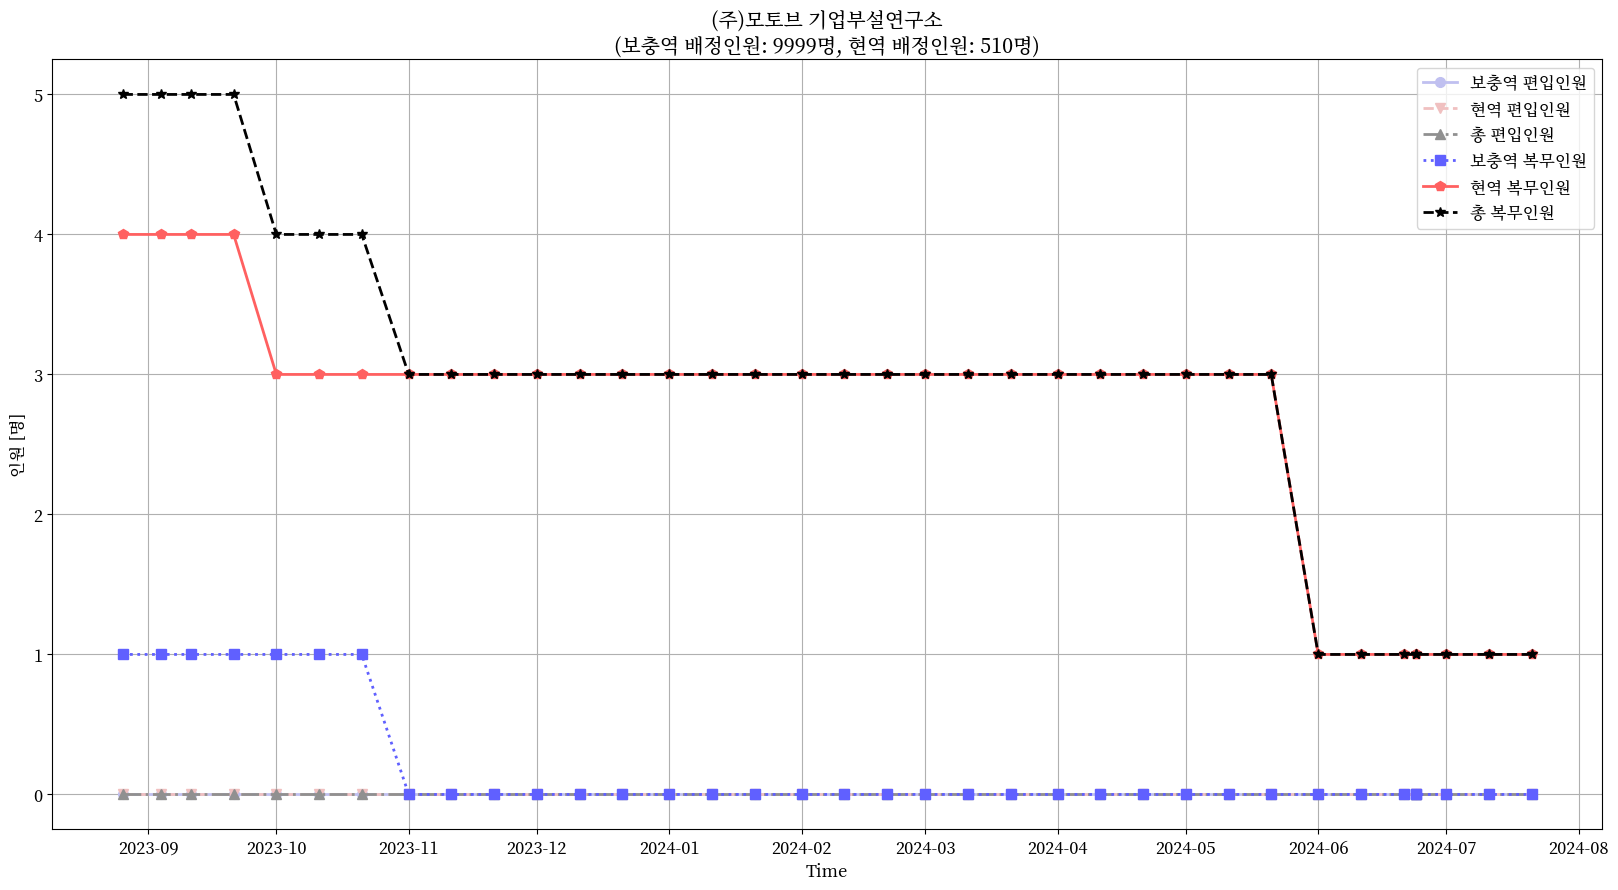 (주)모토브 기업부설연구소
(보충역 배정인원: 9999명, 현역 배정인원: 510명)
보충역 편입인원
현역 편입인원
총 편입인원
보충역 복무인원
현역 복무인원
총 복무인원
인원 [명]
5
4
3
2
1
0
2023-09 2023-10 2023-11 2023-12 2024-01 2024-02 2024-03 2024-04 2024-05 2024-06 2024-07 2024-08
Time